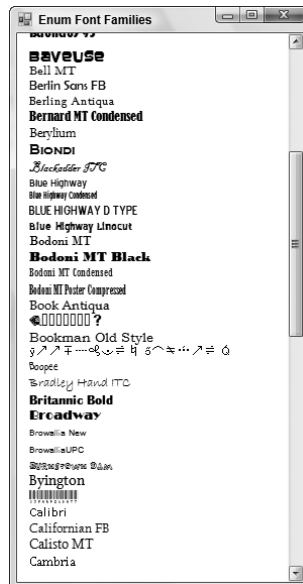 Enum Font Families
Baveuse
Bell MT
Berlin Sans FB
Berling Antiqua
Bernard MT Condensed
Berylium
Biondi
Blackadder ITC
Blue Highway
Blue Highway Condensed
BLUE HIGHWAY D TYPE
Blue Highway Linocut
Bodoni MT
Bodoni MT Black
Bodoni MT Condensed
Bodoni MT Poster Compressed
Book Antiqua
Bookman Old Style
Boopee
Bradley Hand ITC
Britannic Bold
Broadway
Browallia New
BrowalliaUPC
Burnstown Dam
Byington
Calibri
Californian FB
Calisto MT
Cambria